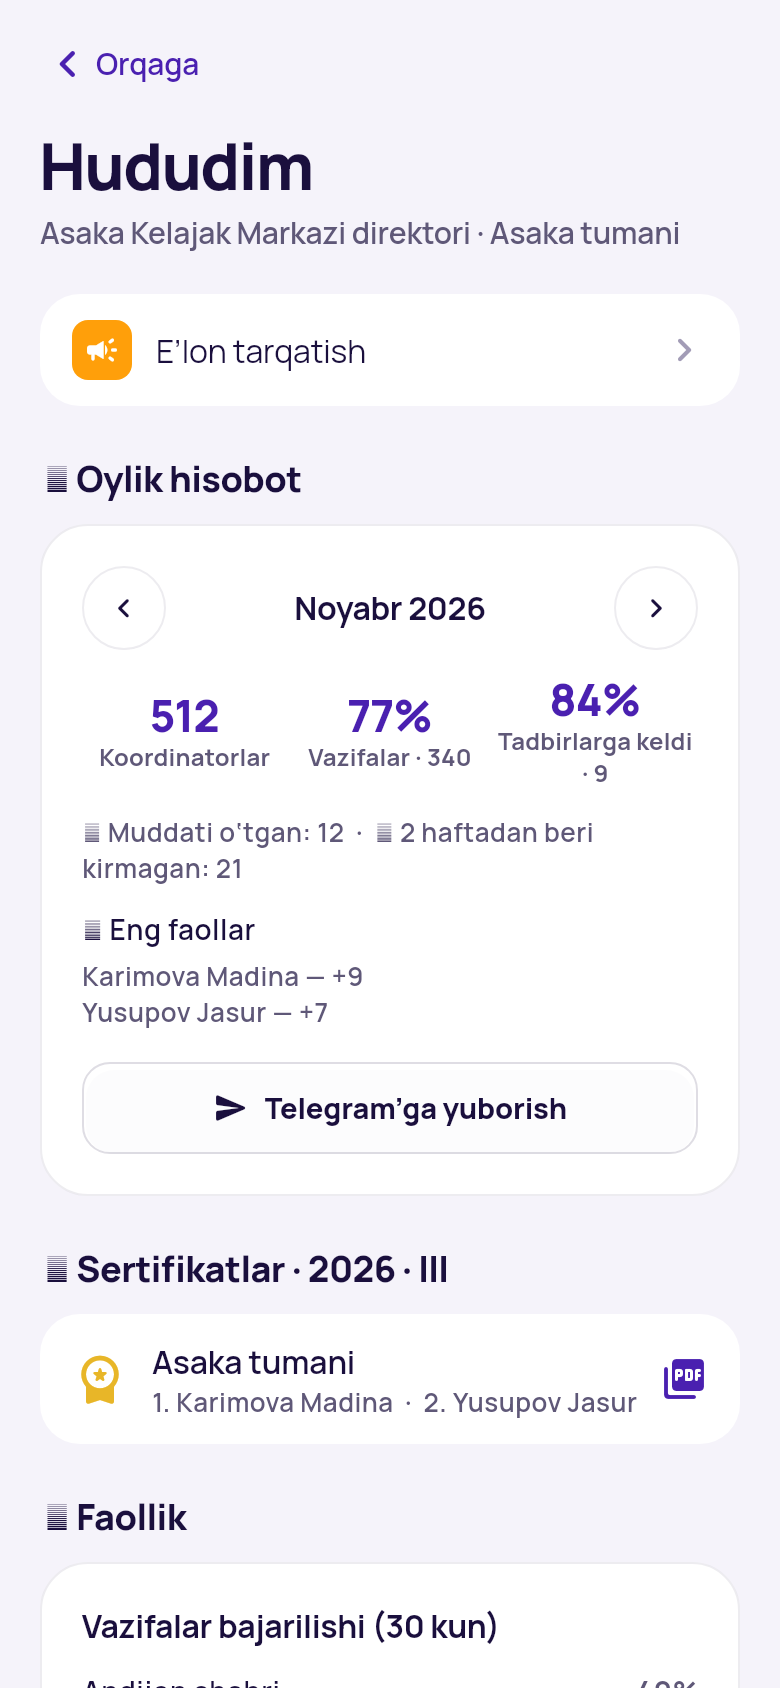 Orqaga
Hududim
Asaka Kelajak Markazi direktori · Asaka tumani
E’lon tarqatish
Oylik hisobot
Noyabr 2026
512
Koordinatorlar
77%
Vazifalar · 340
84%
Tadbirlarga keldi
· 9
Muddati o‘tgan: 12 · 2 haftadan beri
kirmagan: 21
Eng faollar
Karimova Madina — +9
Yusupov Jasur — +7
Telegram’ga yuborish
Sertifikatlar · 2026 · III
Asaka tumani
1. Karimova Madina · 2. Yusupov Jasur
PDF
Faollik
Vazifalar bajarilishi (30 kun)